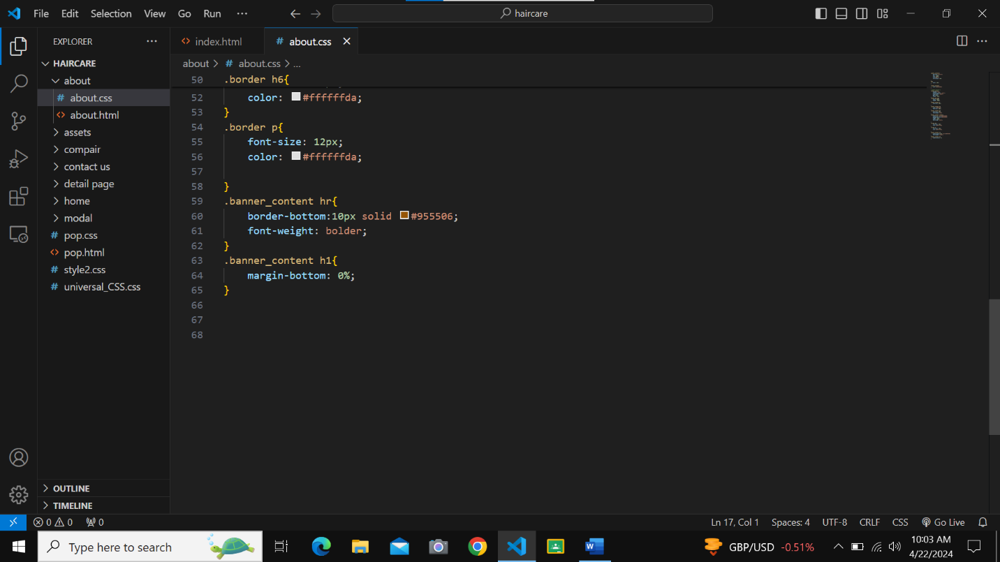 File Edit Selection View Go Run ···
haircare
EXPLORER ···
HAIRCARE
about
# about.css
<> about.html
assets
compair
contact us
detail page
home
modal
# pop.css
<> pop.html
# style2.css
# universal_CSS.css
OUTLINE
TIMELINE
<> index.html
# about.css
about > # about.css > ...
50 .border h6{
52 color: #ffffffda;
53 }
54 .border p{
55 font-size: 12px;
56 color: #ffffffda;
57
58 }
59 .banner_content hr{
60 border-bottom:10px solid #955506;
61 font-weight: bolder;
62 }
63 .banner_content h1{
64 margin-bottom: 0%;
65 }
66
67
68
0 0 0
Ln 17, Col 1 Spaces: 4 UTF-8 CRLF CSS Go Live
Type here to search
GBP/USD -0.51%
10:03 AM
4/22/2024